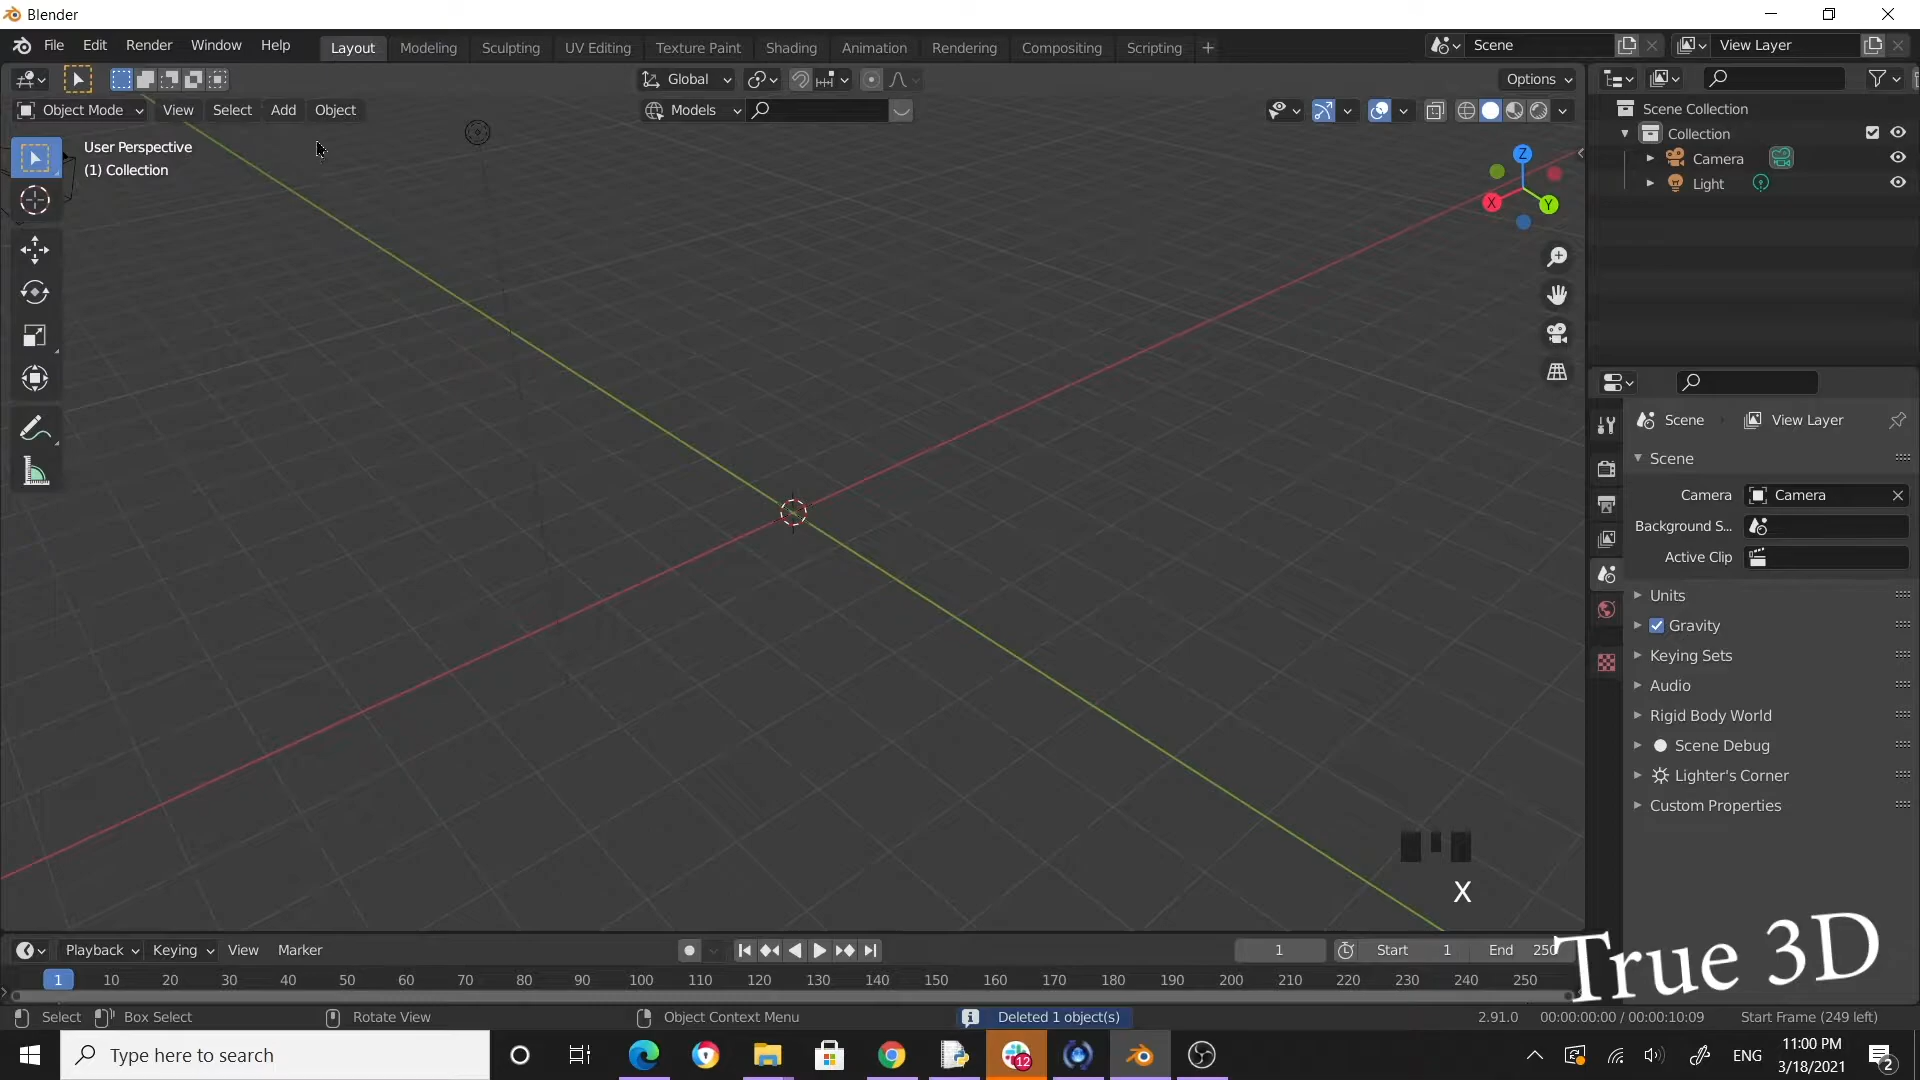 Blender
File Edit Render Window Help Layout Modeling Sculpting UV Editing Texture Paint Shading Animation Rendering Compositing Scripting + Scene View Layer
Global Options
Object Mode View Select Add Object Models
User Perspective
(1) Collection
Z
X
Y
Scene Collection
Collection
Camera
Light
Scene View Layer
Scene
Camera Camera
Background S...
Active Clip
Units
Gravity
Keying Sets
Audio
Rigid Body World
Scene Debug
Lighter's Corner
Custom Properties
X
Playback Keying View Marker 1 Start 1 End 250
1 10 20 30 40 50 60 70 80 90 100 110 120 130 140 150 160 170 180 190 200 210 220 230 240 250
True 3D
Select Box Select Rotate View Object Context Menu Deleted 1 object(s) 2.91.0 00:00:00:00 / 00:00:10:09 Start Frame (249 left)
Type here to search 12 ENG 11:00 PM
3/18/2021 2